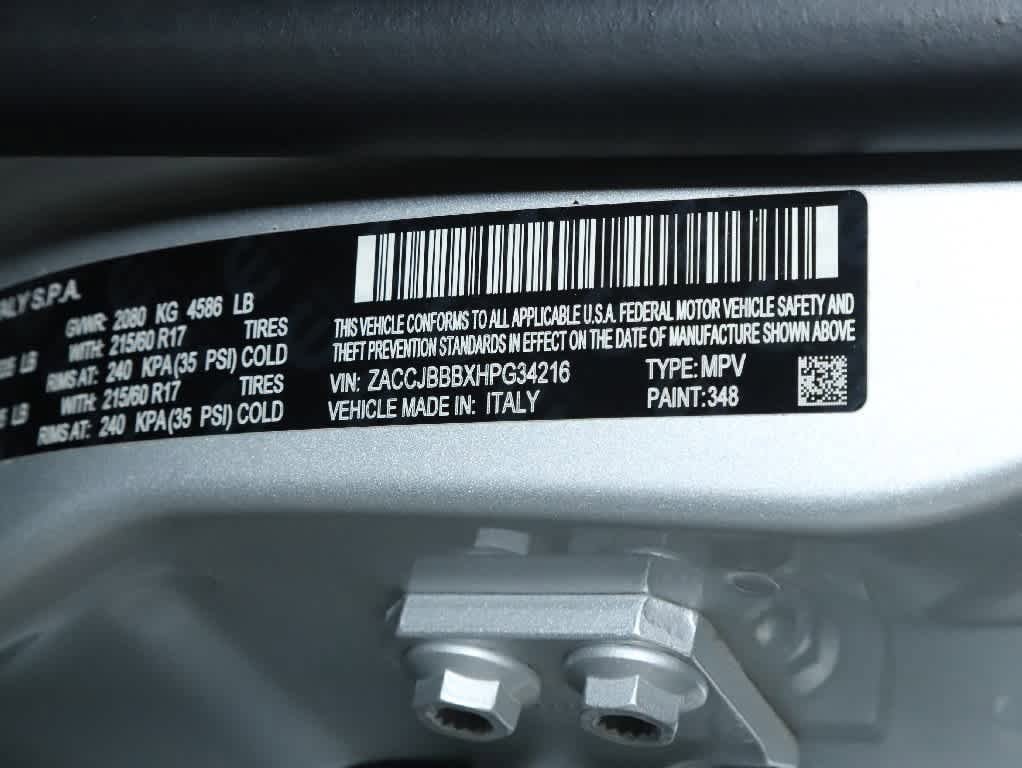 S.P.A.
GVWR: 2080 KG 4586 LB
LB WITH: 215/60 R17 TIRES
RIMS AT: 240 KPA(35 PSI) COLD
LB WITH: 215/60 R17 TIRES
RIMS AT: 240 KPA(35 PSI) COLD
THIS VEHICLE CONFORMS TO ALL APPLICABLE U.S.A. FEDERAL MOTOR VEHICLE SAFETY AND
THEFT PREVENTION STANDARDS IN EFFECT ON THE DATE OF MANUFACTURE SHOWN ABOVE
VIN: ZACCJBBBXHPG34216 TYPE: MPV
VEHICLE MADE IN: ITALY PAINT: 348